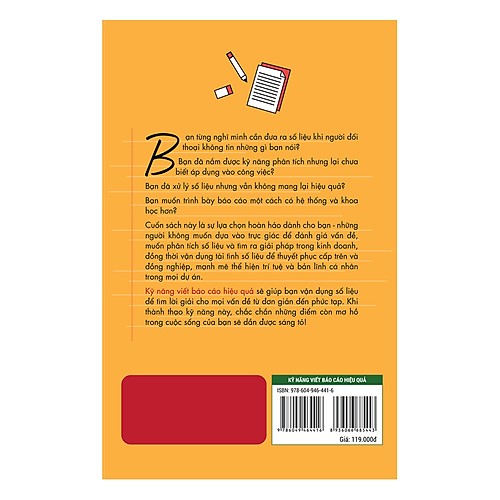 Bạn từng nghĩ mình cần đưa ra số liệu khi người đối
thoại không tin những gì bạn nói?
Bạn đã nắm được kỹ năng phân tích nhưng lại chưa
biết áp dụng vào công việc?
Bạn đã xử lý số liệu nhưng vẫn không mang lại hiệu quả?
Bạn muốn trình bày báo cáo một cách có hệ thống và khoa
học hơn?
Cuốn sách này là sự lựa chọn hoàn hảo dành cho bạn - những
người không muốn dựa vào trực giác để đánh giá vấn đề,
muốn phân tích số liệu và tìm ra giải pháp trong kinh doanh,
đồng thời vận dụng tài tình số liệu để thuyết phục cấp trên và
đồng nghiệp, mạnh mẽ thể hiện trí tuệ và bản lĩnh cá nhân
trong mọi dự án.
Kỹ năng viết báo cáo hiệu quả sẽ giúp bạn vận dụng số liệu
để tìm lời giải cho mọi vấn đề từ đơn giản đến phức tạp. Khi
thành thạo kỹ năng này, chắc chắn những điểm còn mơ hồ
trong cuộc sống của bạn sẽ dần được sáng tỏ!
KỸ NĂNG VIẾT BÁO CÁO HIỆU QUẢ
ISBN: 978-604-946-441-6
9 786049 464416
8 936066 685443
Giá: 119.000đ